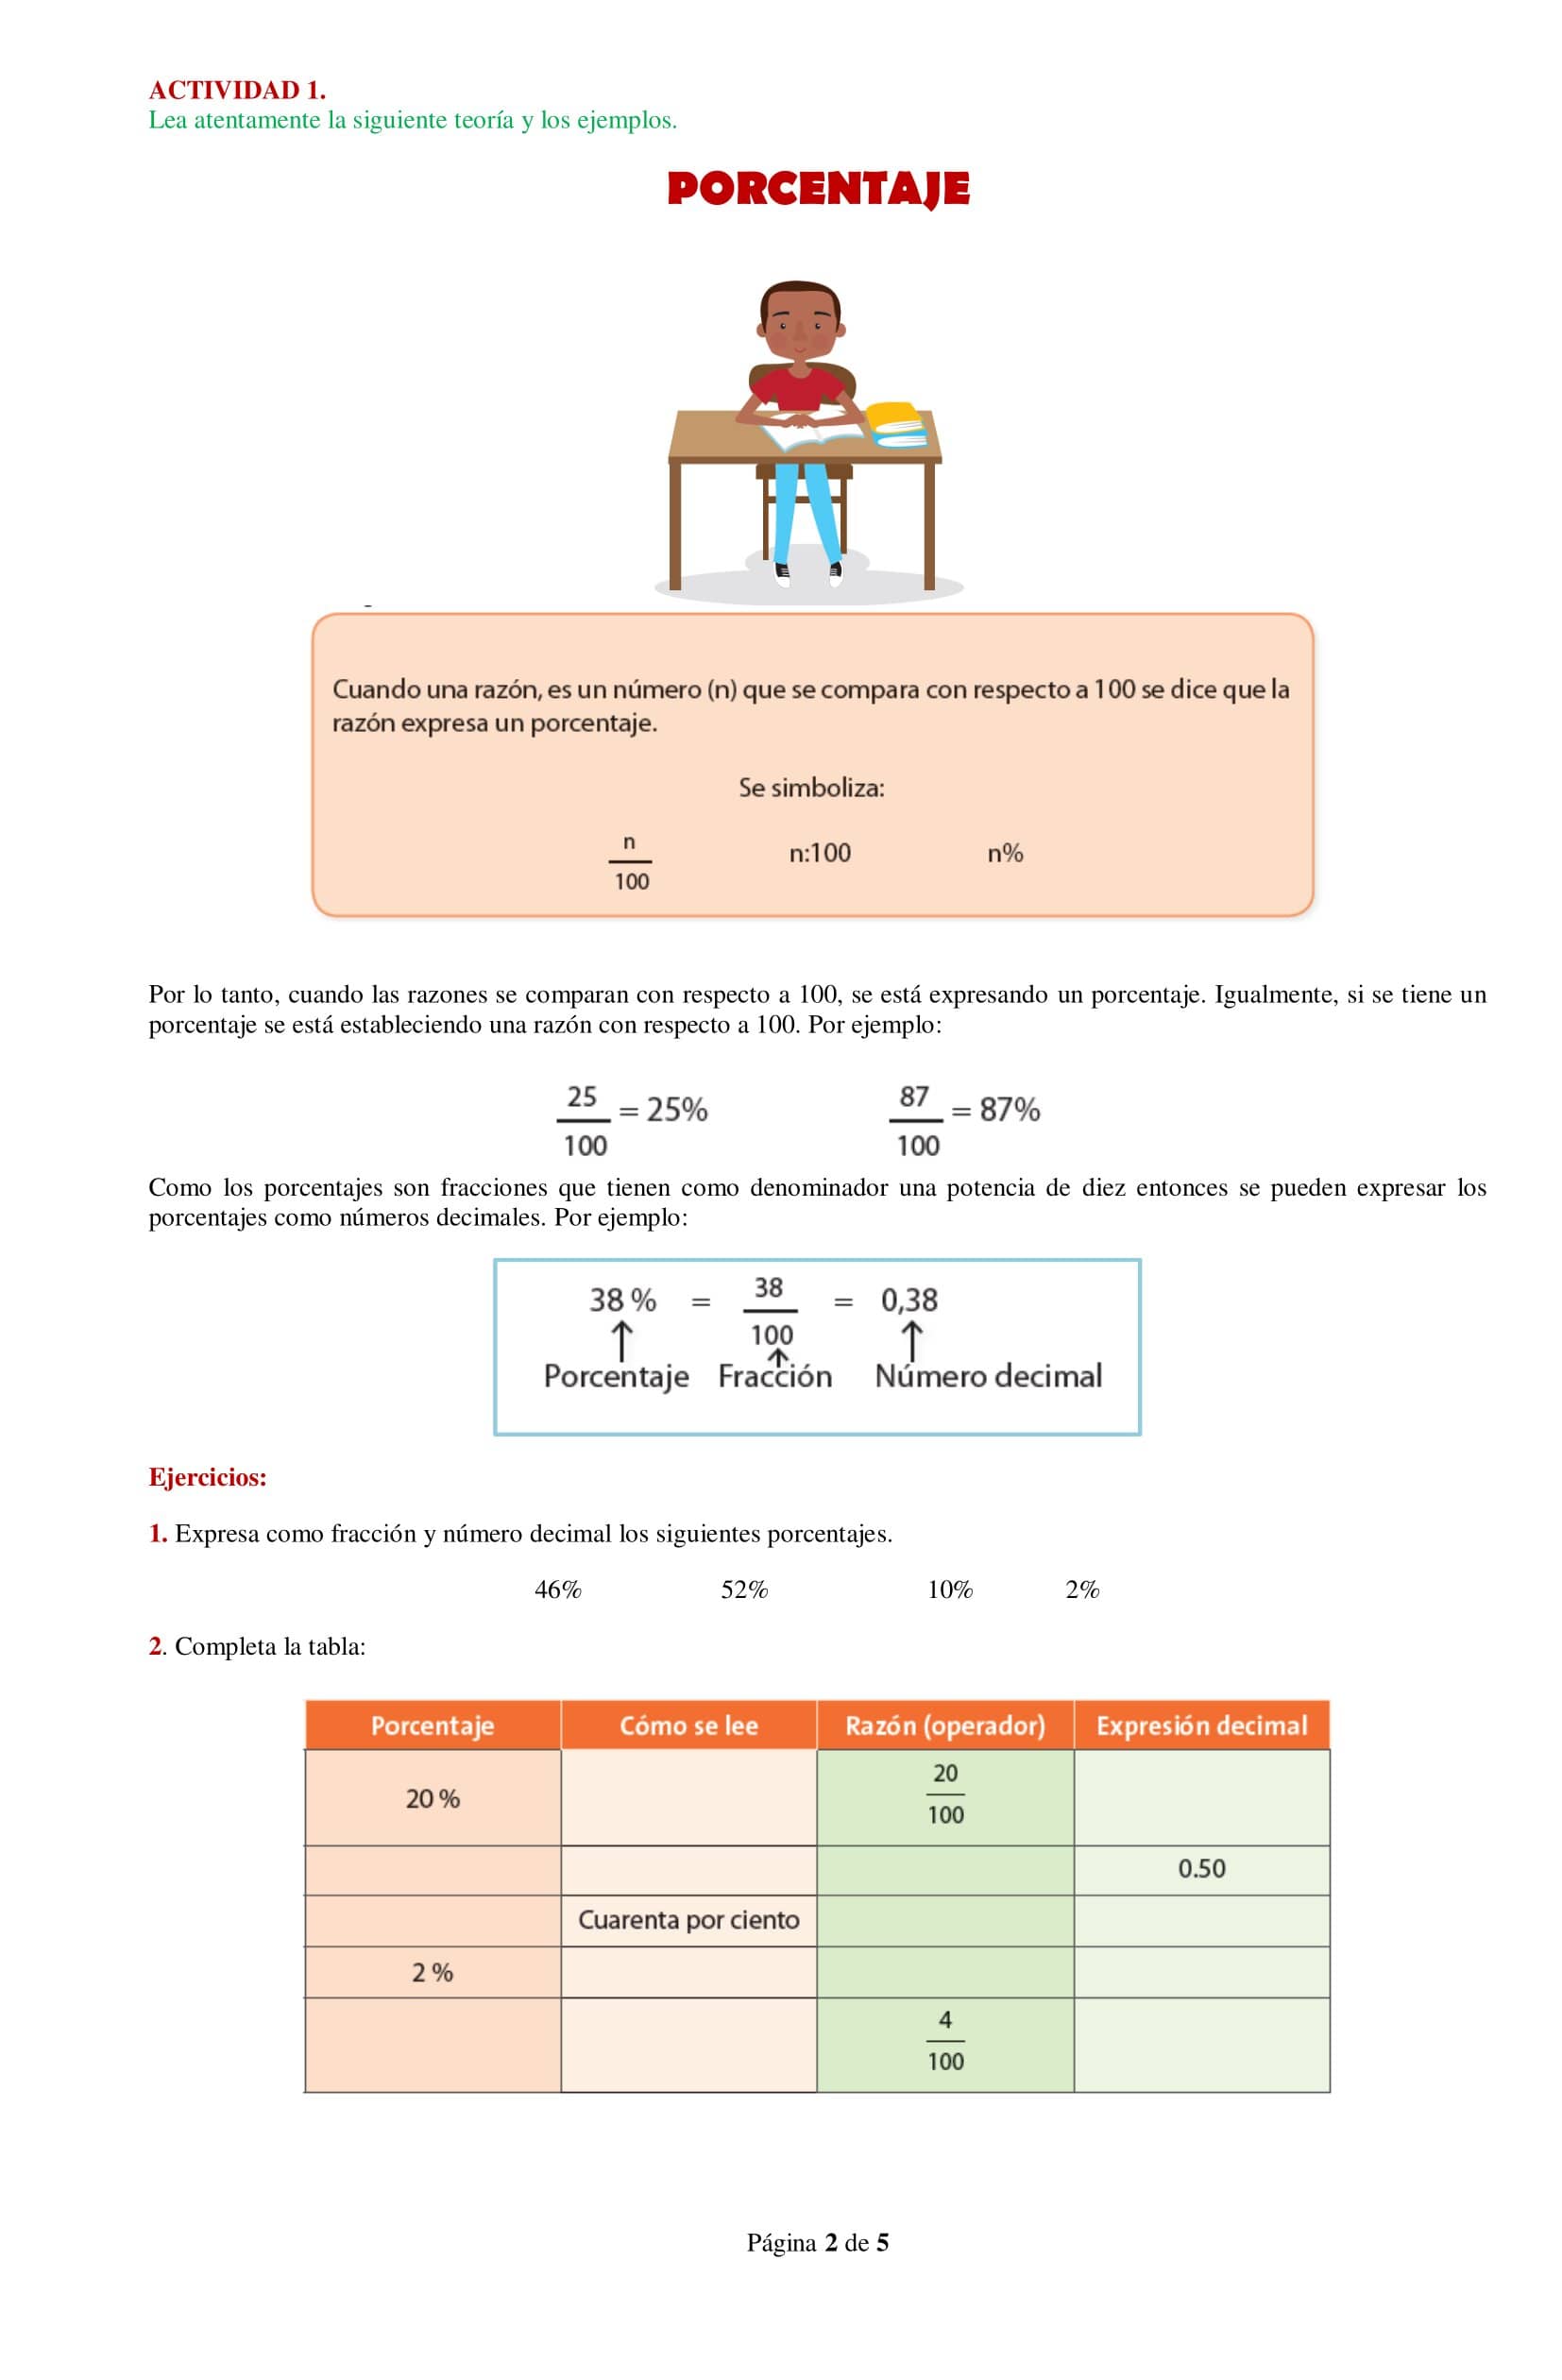 ACTIVIDAD 1.
Lea atentamente la siguiente teoría y los ejemplos.
PORCENTAJE
Cuando una razón, es un número (n) que se compara con respecto a 100 se dice que la
razón expresa un porcentaje.
Se simboliza:
n/100 n:100 n%
Por lo tanto, cuando las razones se comparan con respecto a 100, se está expresando un porcentaje. Igualmente, si se tiene un
porcentaje se está estableciendo una razón con respecto a 100. Por ejemplo:
25/100 = 25% 87/100 = 87%
Como los porcentajes son fracciones que tienen como denominador una potencia de diez entonces se pueden expresar los
porcentajes como números decimales. Por ejemplo:
38 % = 38/100 = 0,38
Porcentaje Fracción Número decimal
Ejercicios:
1. Expresa como fracción y número decimal los siguientes porcentajes.
46% 52% 10% 2%
2. Completa la tabla:
Porcentaje Cómo se lee Razón (operador) Expresión decimal
20 % 20/100
0.50
Cuarenta por ciento
2 %
4/100
Página 2 de 5